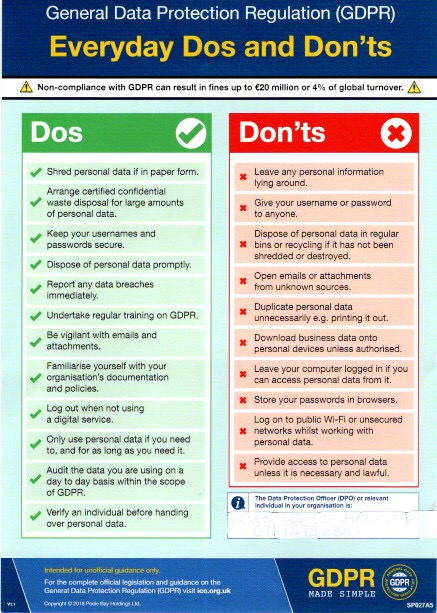 General Data Protection Regulation (GDPR)
Everyday Dos and Don'ts
Non-compliance with GDPR can result in fines up to €20 million or 4% of global turnover.
Dos
Shred personal data if in paper form.
Arrange certified confidential
waste disposal for large amounts
of personal data.
Keep your usernames and
passwords secure.
Dispose of personal data promptly.
Report any data breaches
immediately.
Undertake regular training on GDPR.
Be vigilant with emails and
attachments.
Familiarise yourself with your
organisation's documentation
and policies.
Log out when not using
a digital service.
Only use personal data if you need
to, and for as long as you need it.
Audit the data you are using on a
day to day basis within the scope
of GDPR.
Verify an individual before handing
over personal data.
Don'ts
Leave any personal information
lying around.
Give your username or password
to anyone.
Dispose of personal data in regular
bins or recycling if it has not been
shredded or destroyed.
Open emails or attachments
from unknown sources.
Duplicate personal data
unnecessarily e.g. printing it out.
Download business data onto
personal devices unless authorised.
Leave your computer logged in if you
can access personal data from it.
Store your passwords in browsers.
Log on to public Wi-Fi or unsecured
networks whilst working with
personal data.
Provide access to personal data
unless it is necessary and lawful.
The Data Protection Officer (DPO) or relevant
individual in your organisation is:
Intended for unofficial guidance only.
For the complete official legislation and guidance on the
General Data Protection Regulation (GDPR) visit ico.org.uk
V1.1
Copyright © 2018 Poole Bay Holdings Ltd.
GDPR
MADE SIMPLE
GDPR
SP027A3